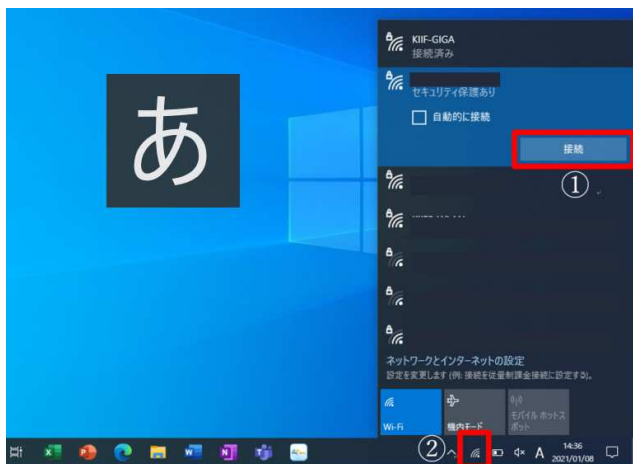 KIIF-GIGA
接続済み
セキュリティ保護あり
自動的に接続
接続
①
あ
ネットワークとインターネットの設定
設定を変更します (例: 接続を従量制課金接続に設定する)。
Wi-Fi
機内モード
モバイル ホットス
ポット
②
A
14:36
2021/01/08